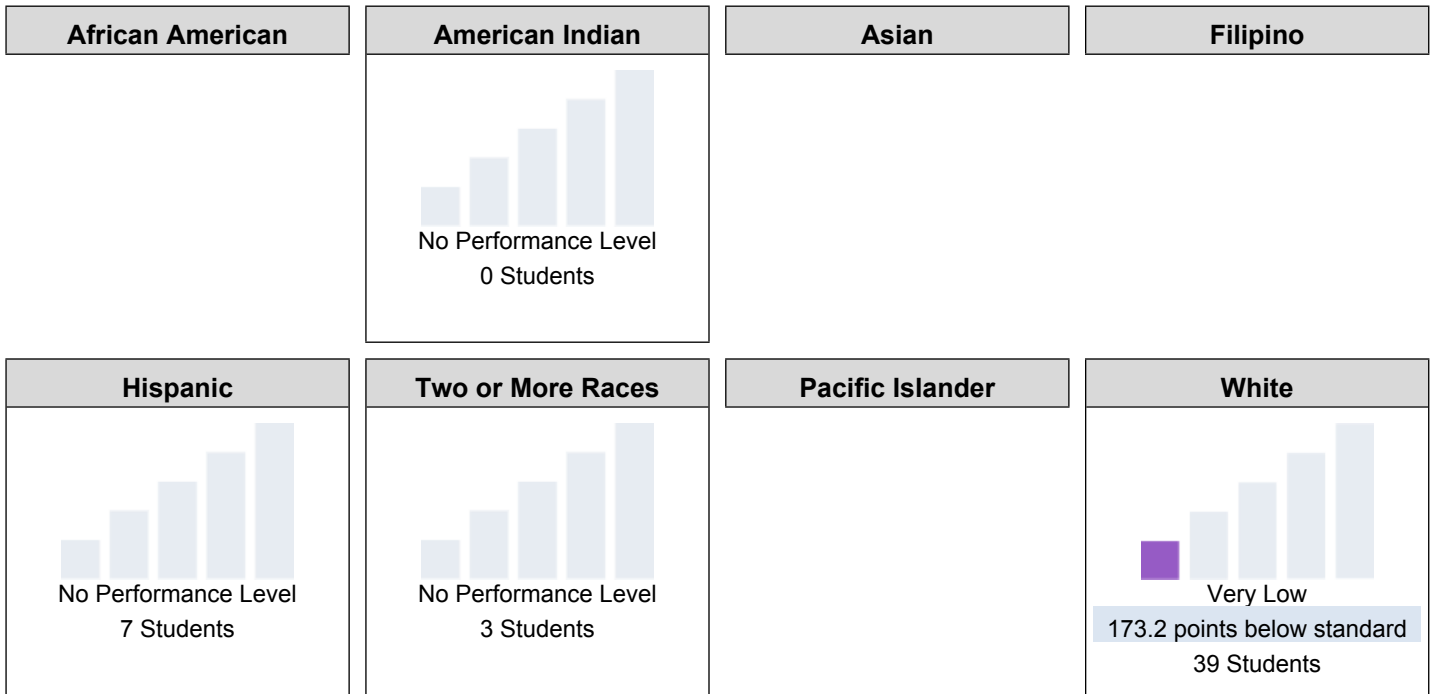 African American
American Indian
Asian
Filipino
No Performance Level
0 Students
Hispanic
Two or More Races
Pacific Islander
White
No Performance Level
7 Students
No Performance Level
3 Students
Very Low
173.2 points below standard
39 Students